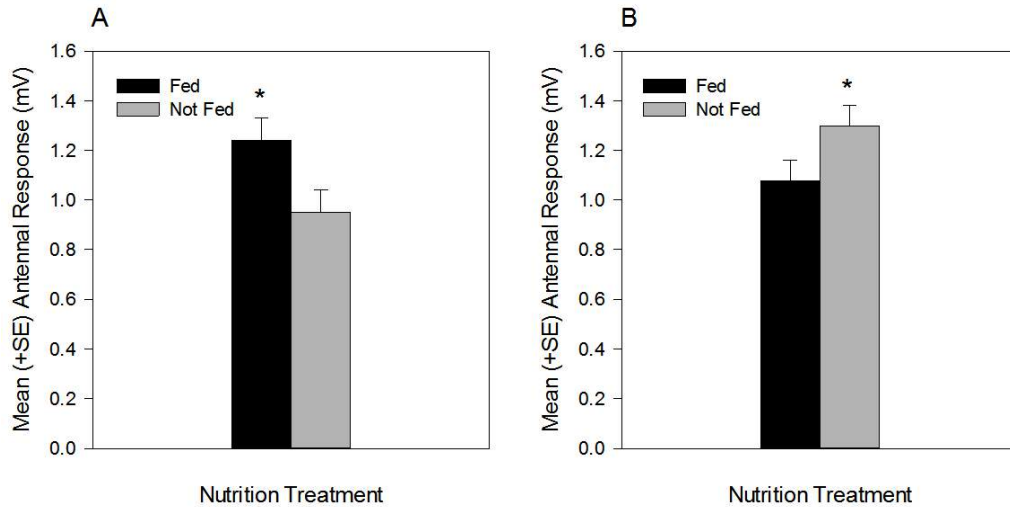 A
Mean (+SE) Antennal Response (mV)
1.6
1.4
1.2
1.0
0.8
0.6
0.4
0.2
0.0
Fed
Not Fed
*
Nutrition Treatment
B
Mean (+SE) Antennal Response (mV)
1.6
1.4
1.2
1.0
0.8
0.6
0.4
0.2
0.0
Fed
Not Fed
*
Nutrition Treatment